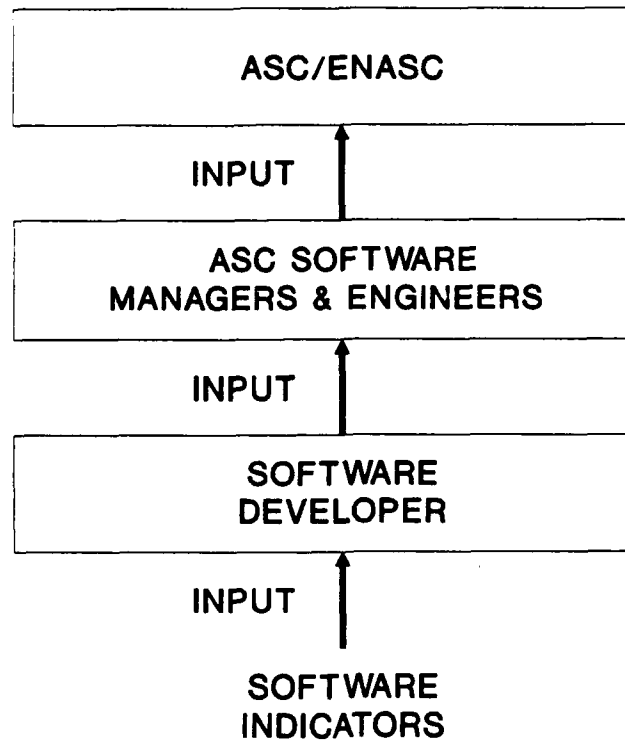 ASC/ENASC
INPUT
ASC SOFTWARE
MANAGERS & ENGINEERS
INPUT
SOFTWARE
DEVELOPER
INPUT
SOFTWARE
INDICATORS